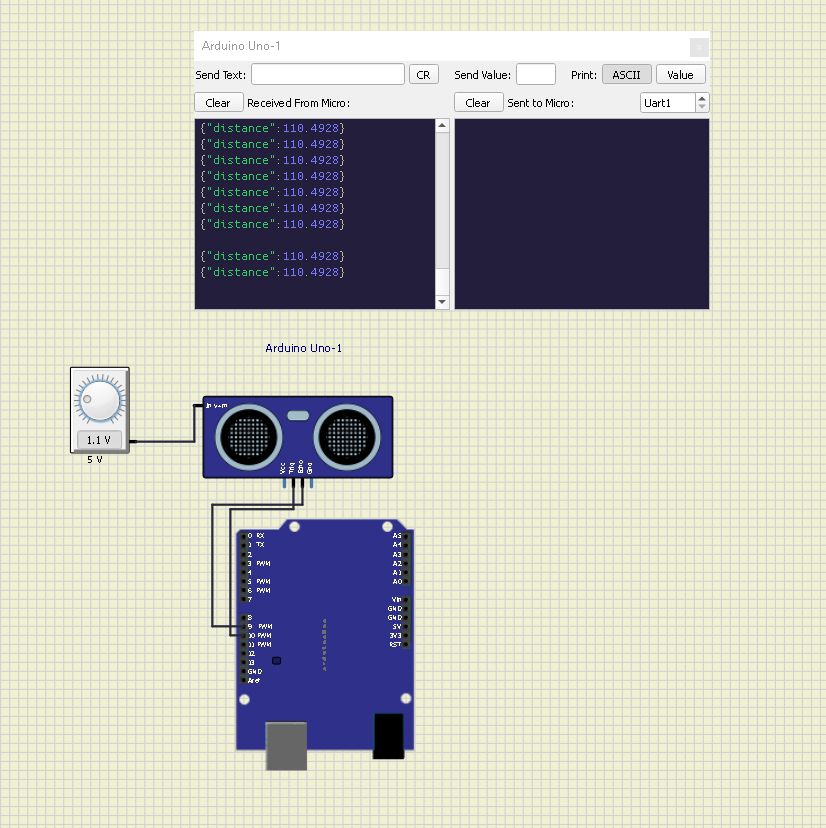 Arduino Uno-1
Send Text: CR Send Value: Print: ASCII Value
Clear Received From Micro: Clear Sent to Micro: Uart1
{"distance":110.4928}
{"distance":110.4928}
{"distance":110.4928}
{"distance":110.4928}
{"distance":110.4928}
{"distance":110.4928}
{"distance":110.4928}
{"distance":110.4928}
{"distance":110.4928}
Arduino Uno-1
1.1 V
5 V
In v=m
Vcc
Trig
Echo
Gnd
0 RX
1 TX
2
3 PWM
4
5 PWM
6 PWM
7
8
9 PWM
10 PWM
11 PWM
12
13
GND
Aref
A5
A4
A3
A2
A1
A0
Vin
GND
GND
5V
3V3
RST